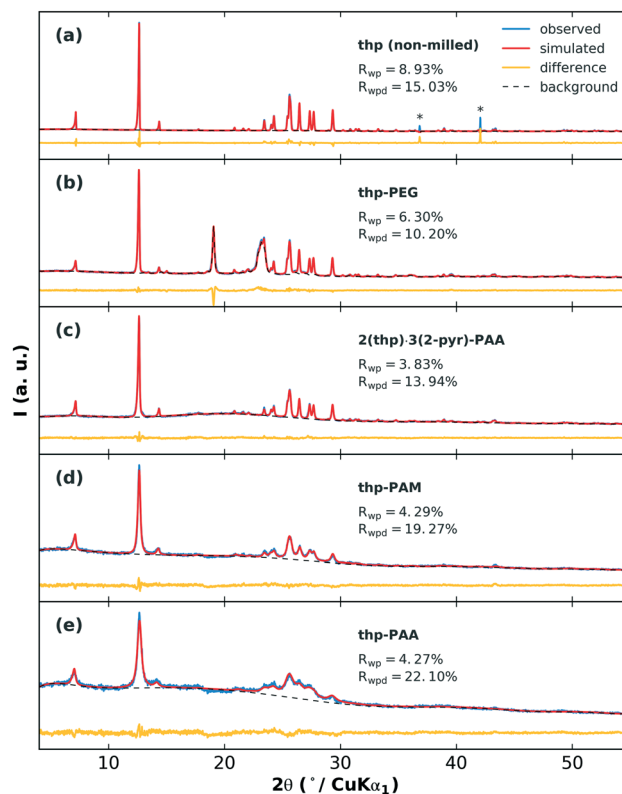 (a)
thp (non-milled)
R_wp = 8.93%
R_wpd = 15.03%
observed
simulated
difference
background
*
*
(b)
thp-PEG
R_wp = 6.30%
R_wpd = 10.20%
(c)
2(thp)·3(2-pyr)-PAA
R_wp = 3.83%
R_wpd = 13.94%
(d)
thp-PAM
R_wp = 4.29%
R_wpd = 19.27%
(e)
thp-PAA
R_wp = 4.27%
R_wpd = 22.10%
I (a. u.)
10 20 30 40 50
2θ (°/ CuKα₁)